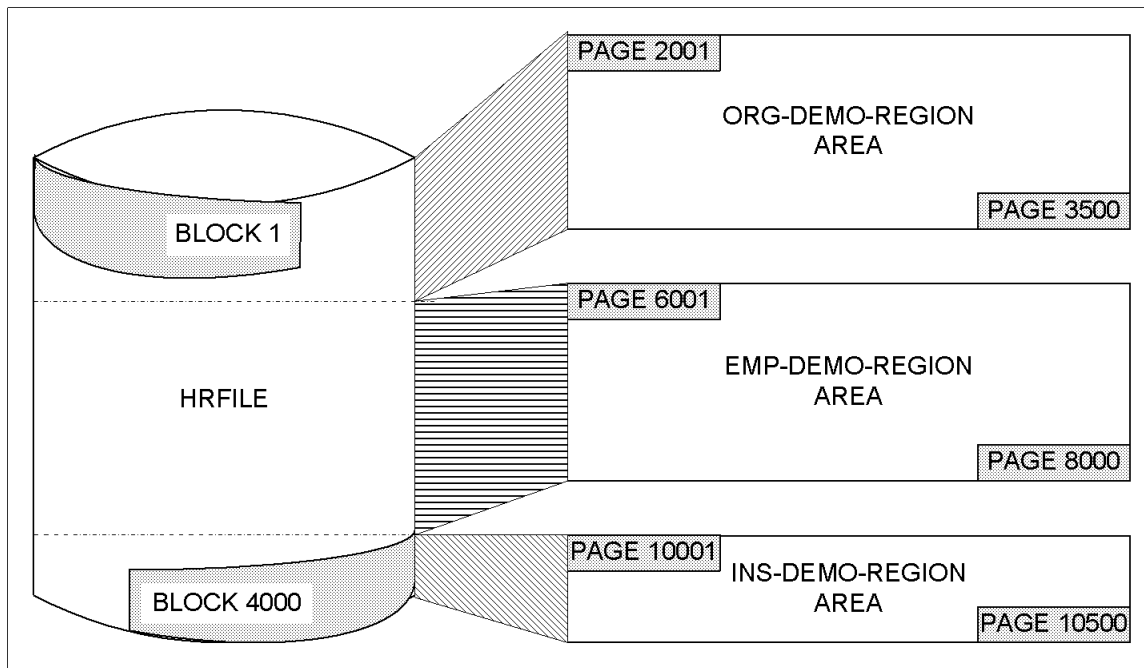 PAGE 2001
ORG-DEMO-REGION
AREA
PAGE 3500
BLOCK 1
PAGE 6001
EMP-DEMO-REGION
AREA
HRFILE
PAGE 8000
PAGE 10001
INS-DEMO-REGION
AREA
BLOCK 4000
PAGE 10500